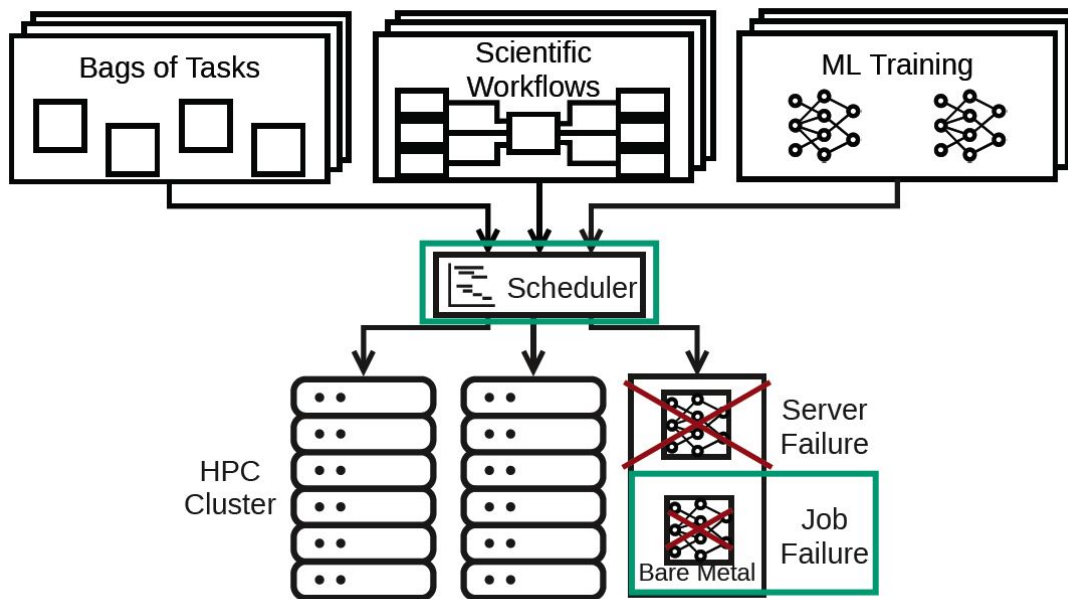 Bags of Tasks
Scientific
Workflows
ML Training
Scheduler
HPC
Cluster
Server
Failure
Job
Failure
Bare Metal